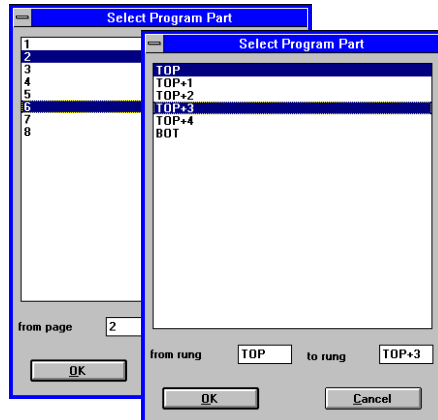 Select Program Part
1
2
3
4
5
6
7
8
from page 2
OK
Select Program Part
TOP
TOP+1
TOP+2
TOP+3
TOP+4
BOT
from rung TOP to rung TOP+3
OK Cancel